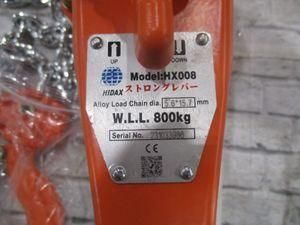 UP DOWN
Model:HX008
HIDAX ストロングレバー
Alloy Load Chain dia. 5.6*15.7 mm
W.L.L. 800kg
Serial No.
CE